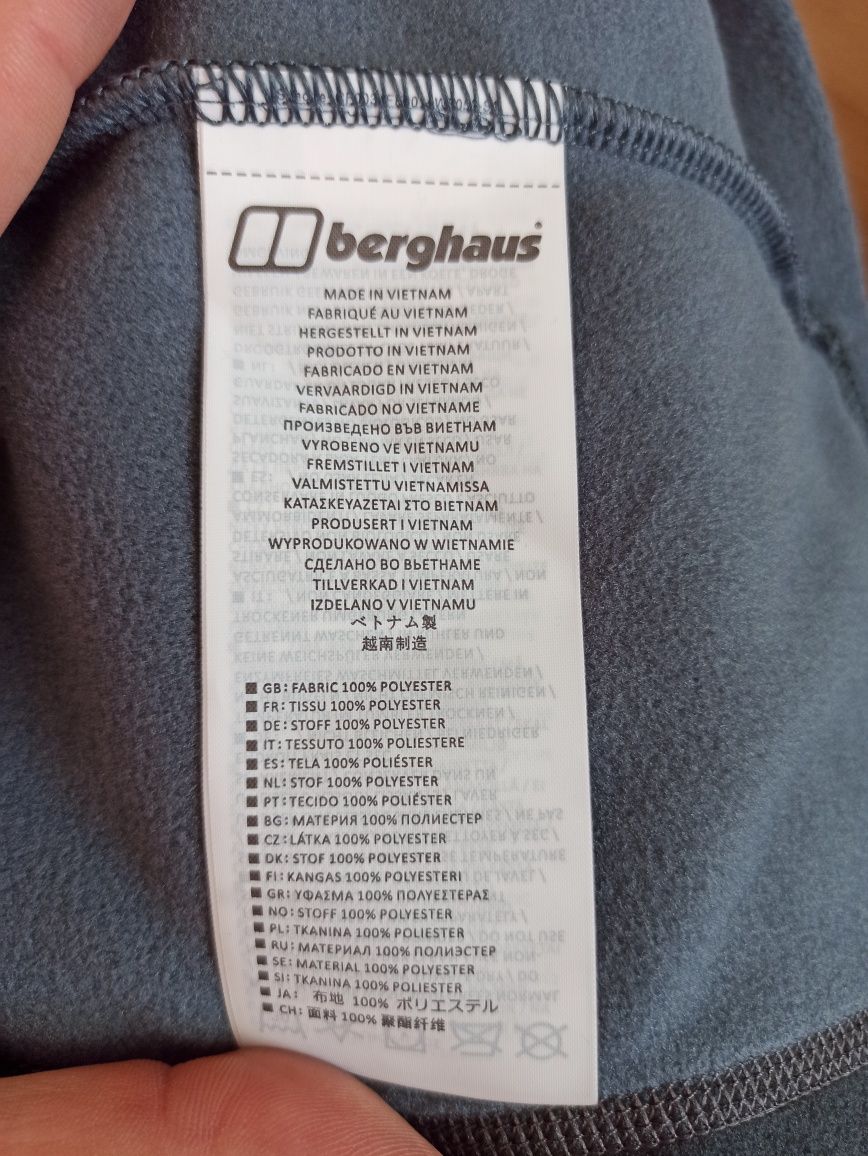 berghaus
MADE IN VIETNAM
FABRIQUÉ AU VIETNAM
HERGESTELLT IN VIETNAM
PRODOTTO IN VIETNAM
FABRICADO EN VIETNAM
VERVAARDIGD IN VIETNAM
FABRICADO NO VIETNAME
ПРОИЗВЕДЕНО ВЪВ ВИЕТНАМ
VYROBENO VE VIETNAMU
FREMSTILLET I VIETNAM
VALMISTETTU VIETNAMISSA
ΚΑΤΑΣΚΕΥΑΖΕΤΑΙ ΣΤΟ ΒΙΕΤΝΑΜ
PRODUSERT I VIETNAM
WYPRODUKOWANO W WIETNAMIE
СДЕЛАНО ВО ВЬЕТНАМЕ
TILLVERKAD I VIETNAM
IZDELANO V VIETNAMU
ベトナム製
越南制造
GB: FABRIC 100% POLYESTER
FR: TISSU 100% POLYESTER
DE: STOFF 100% POLYESTER
IT: TESSUTO 100% POLIESTERE
ES: TELA 100% POLIÉSTER
NL: STOF 100% POLYESTER
PT: TECIDO 100% POLIÉSTER
BG: МАТЕРИЯ 100% ПОЛИЕСТЕР
CZ: LÁTKA 100% POLYESTER
DK: STOF 100% POLYESTER
FI: KANGAS 100% POLYESTERI
GR: ΥΦΑΣΜΑ 100% ΠΟΛΥΕΣΤΕΡΑΣ
NO: STOFF 100% POLYESTER
PL: TKANINA 100% POLIESTER
RU: МАТЕРИАЛ 100% ПОЛИЭСТЕР
SE: MATERIAL 100% POLYESTER
SI: TKANINA 100% POLIESTER
JA: 布地 100% ポリエステル
CH: 面料 100% 聚酯纤维